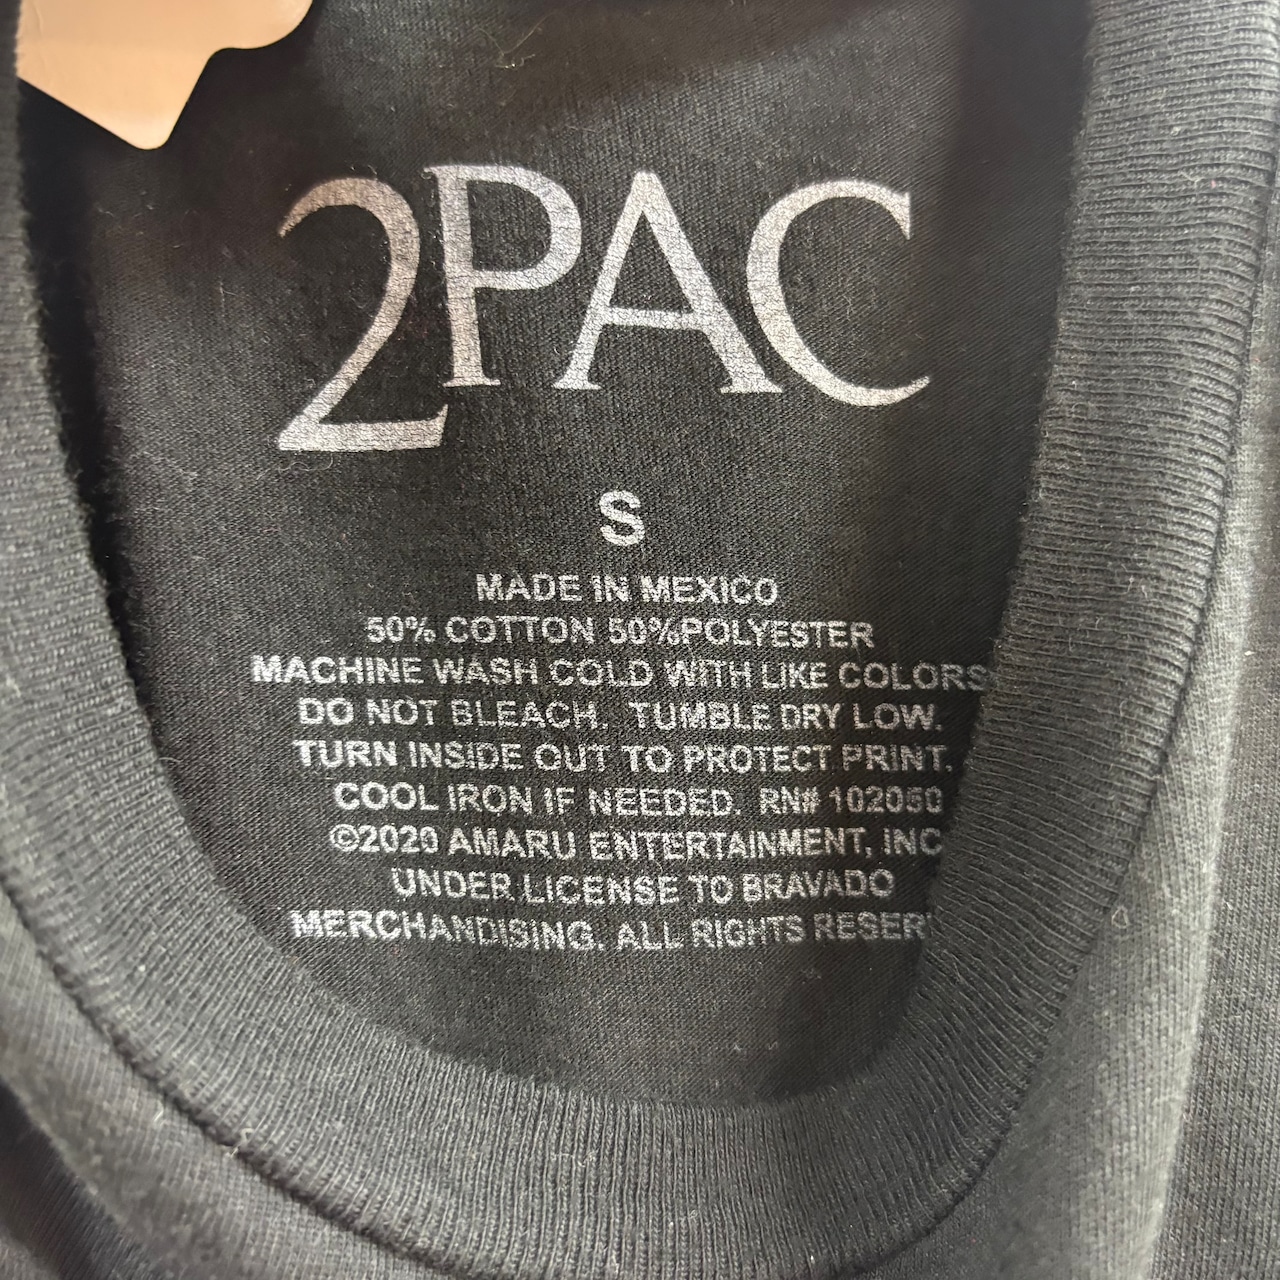 2PAC
S
MADE IN MEXICO
50% COTTON 50%POLYESTER
MACHINE WASH COLD WITH LIKE COLORS
DO NOT BLEACH. TUMBLE DRY LOW.
TURN INSIDE OUT TO PROTECT PRINT.
COOL IRON IF NEEDED. RN# 102050
©2020 AMARU ENTERTAINMENT, INC
UNDER LICENSE TO BRAVADO
MERCHANDISING. ALL RIGHTS RESER